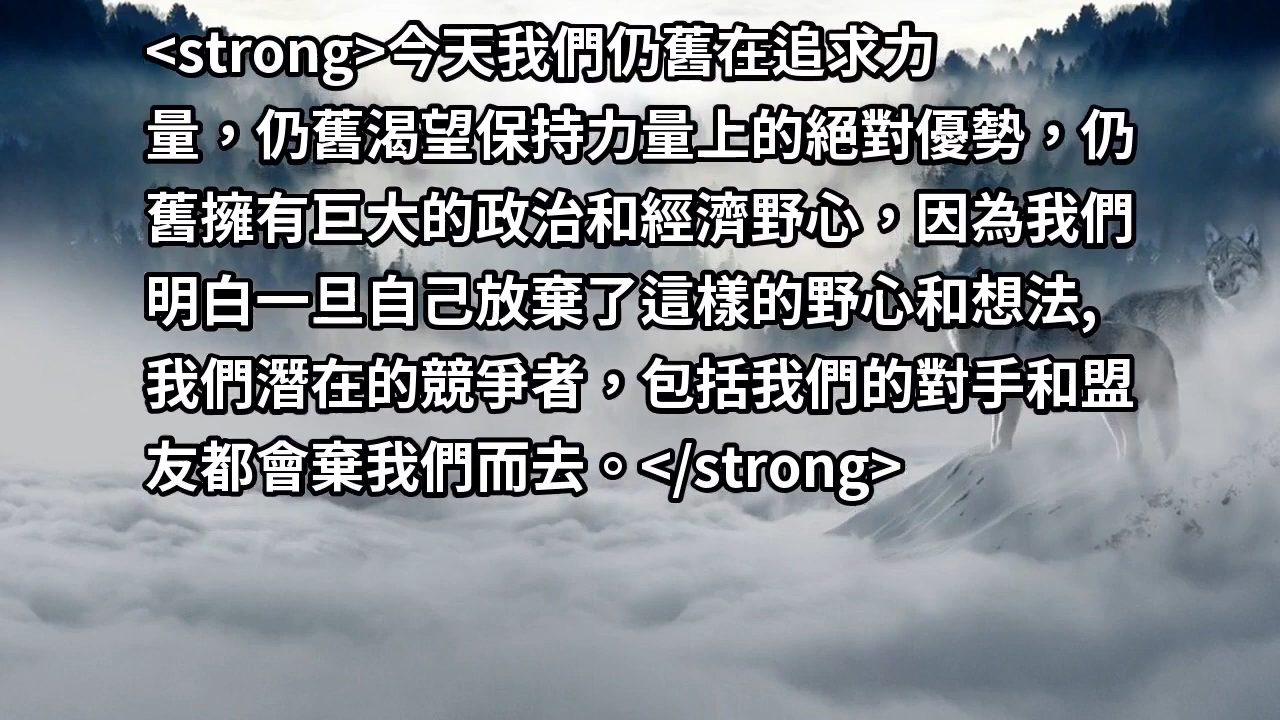 <strong>今天我們仍舊在追求力
量，仍舊渴望保持力量上的絕對優勢，仍
舊擁有巨大的政治和經濟野心，因為我們
明白一旦自己放棄了這樣的野心和想法,
我們潛在的競爭者，包括我們的對手和盟
友都會棄我們而去。</strong>